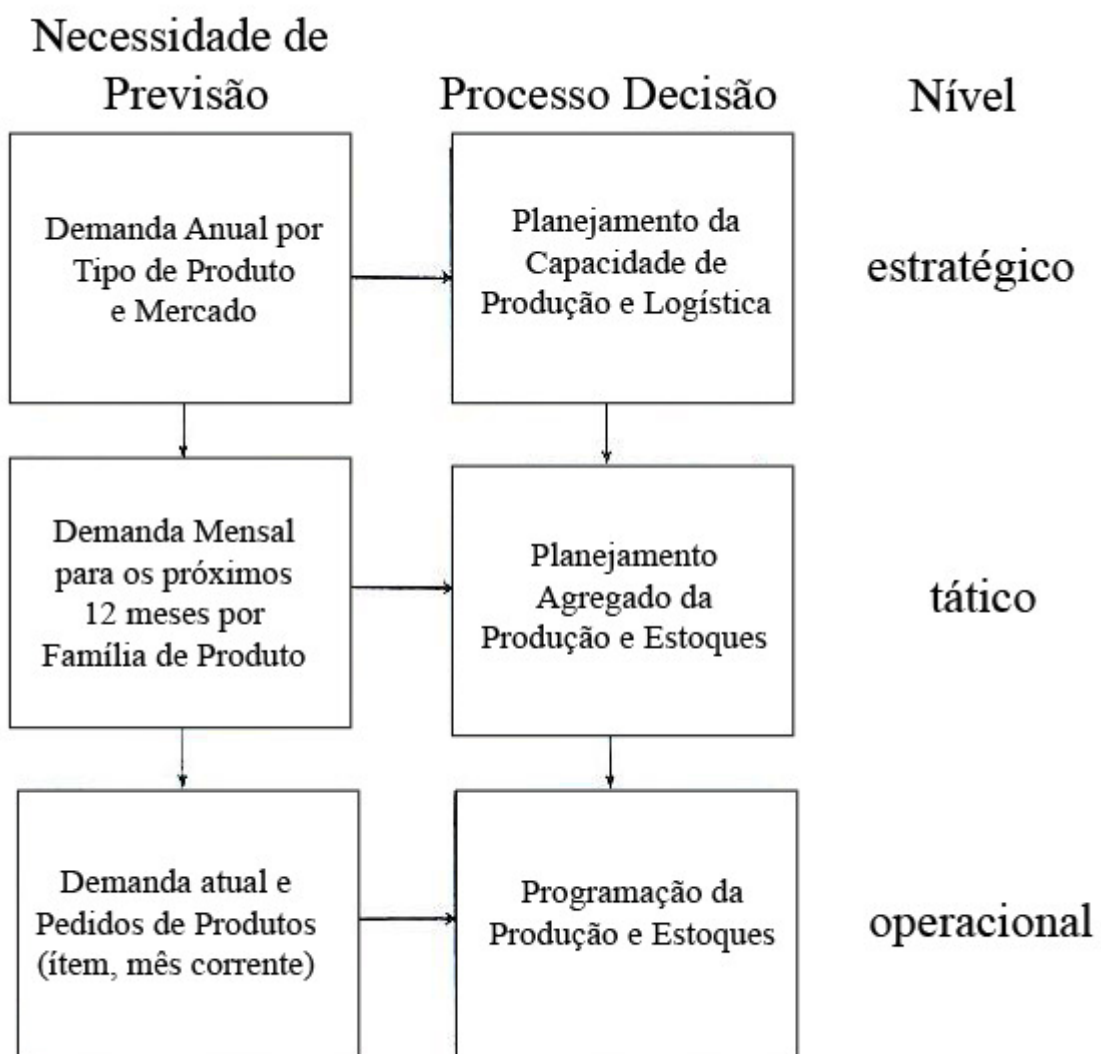 Necessidade de
Previsão
Processo Decisão
Nível
Demanda Anual por
Tipo de Produto
e Mercado
Planejamento da
Capacidade de
Produção e Logística
estratégico
Demanda Mensal
para os próximos
12 meses por
Família de Produto
Planejamento
Agregado da
Produção e Estoques
tático
Demanda atual e
Pedidos de Produtos
(ítem, mês corrente)
Programação da
Produção e Estoques
operacional